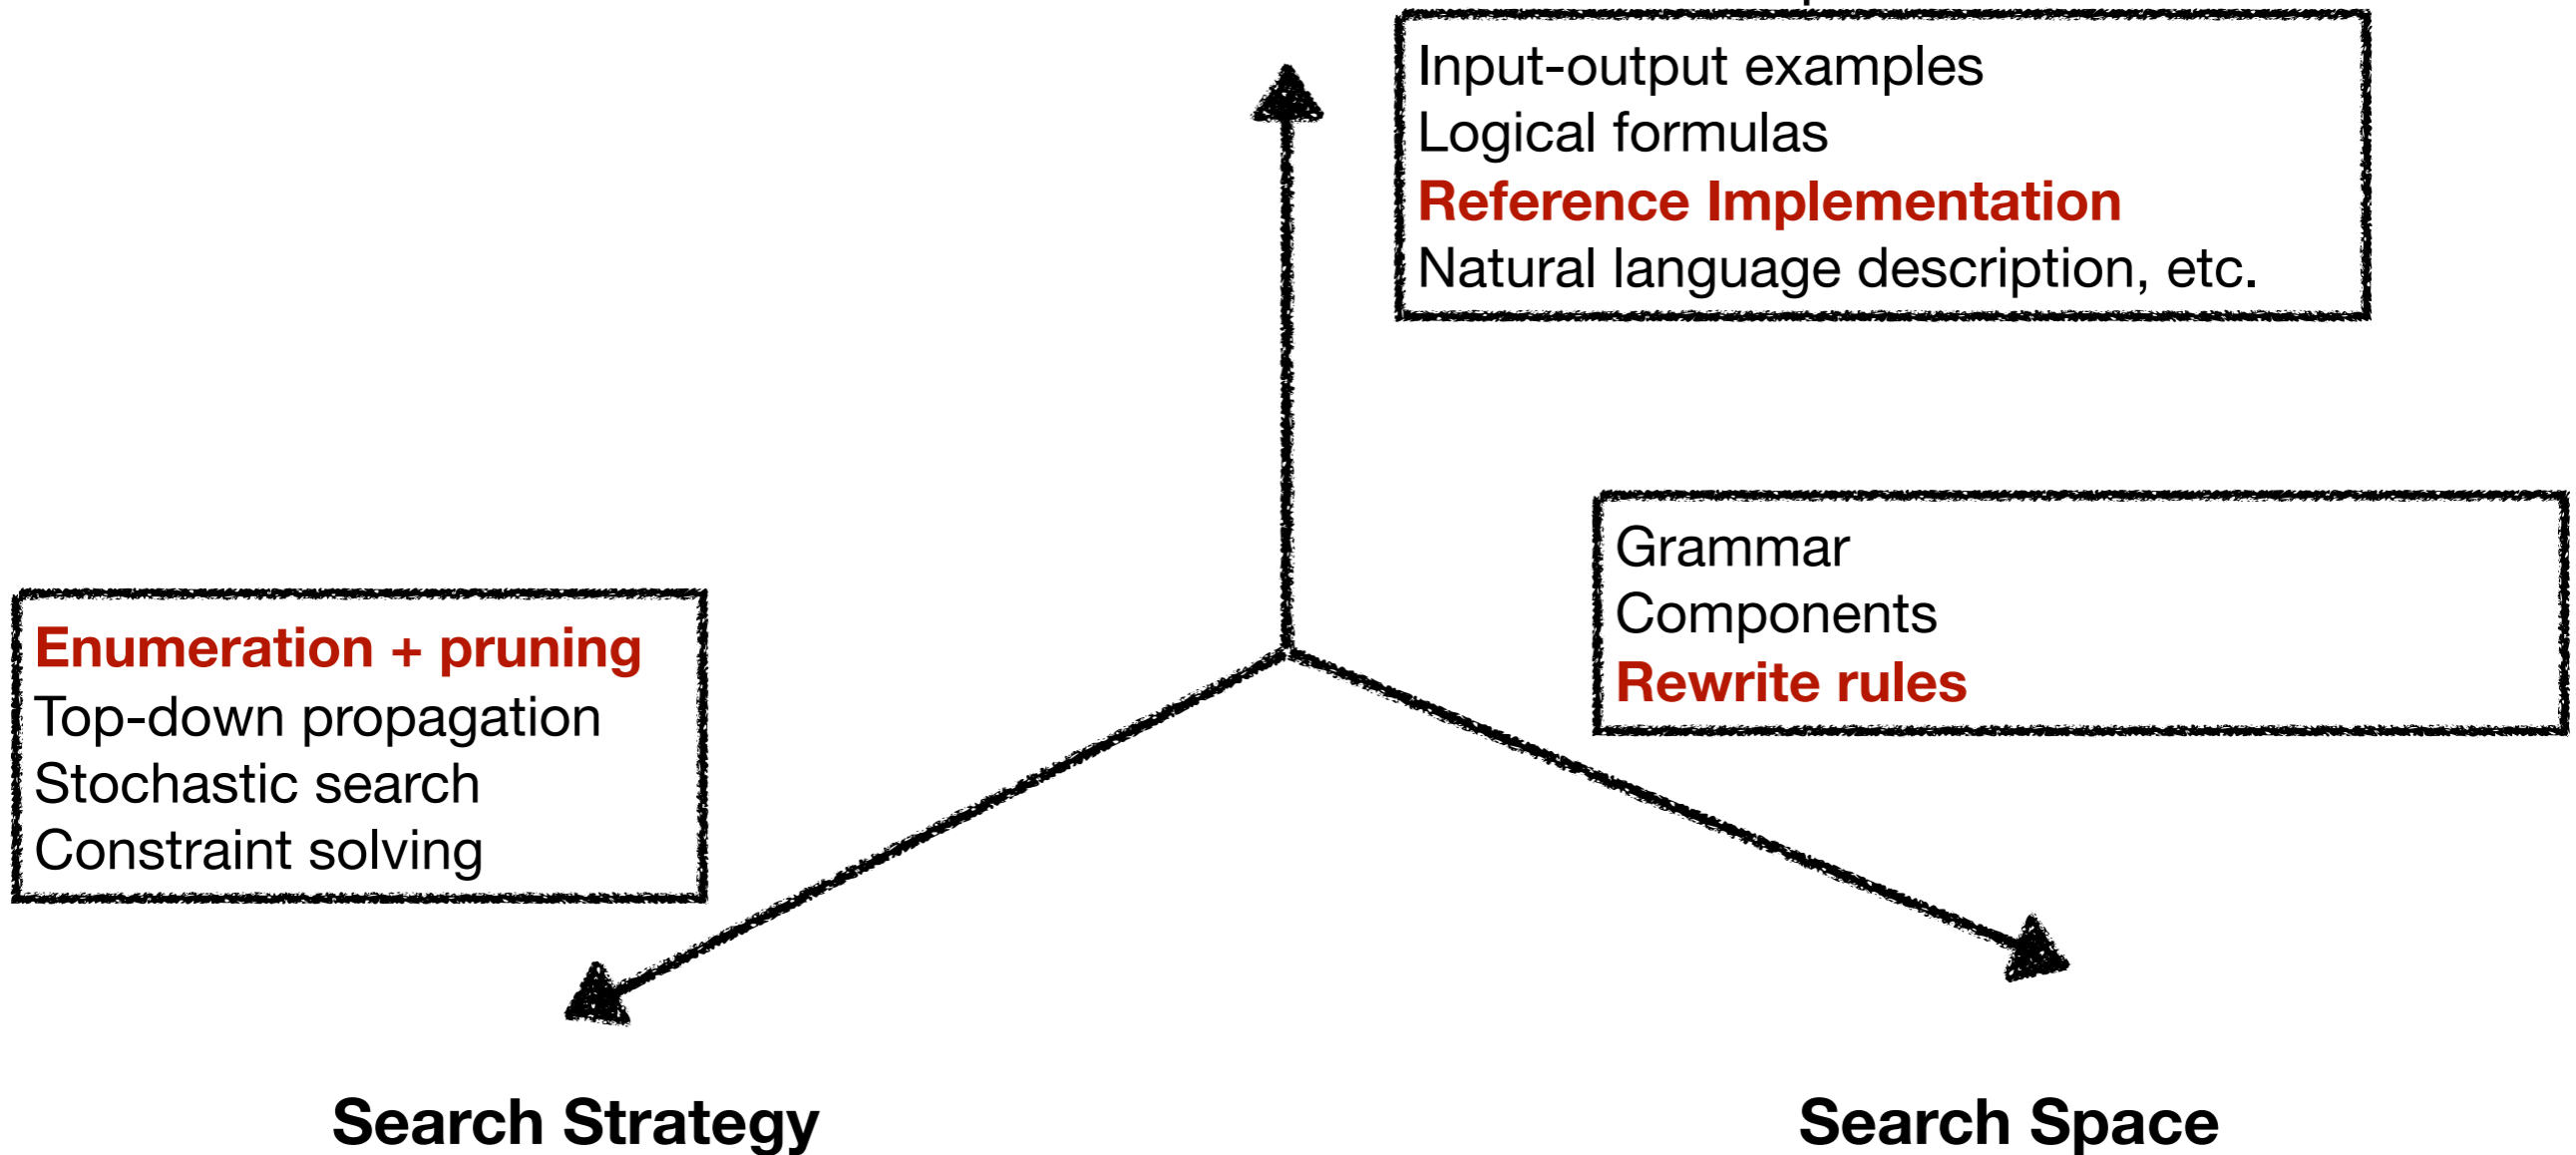 Input-output examples
Logical formulas
Reference Implementation
Natural language description, etc.
Grammar
Components
Rewrite rules
Enumeration + pruning
Top-down propagation
Stochastic search
Constraint solving
Search Strategy
Search Space